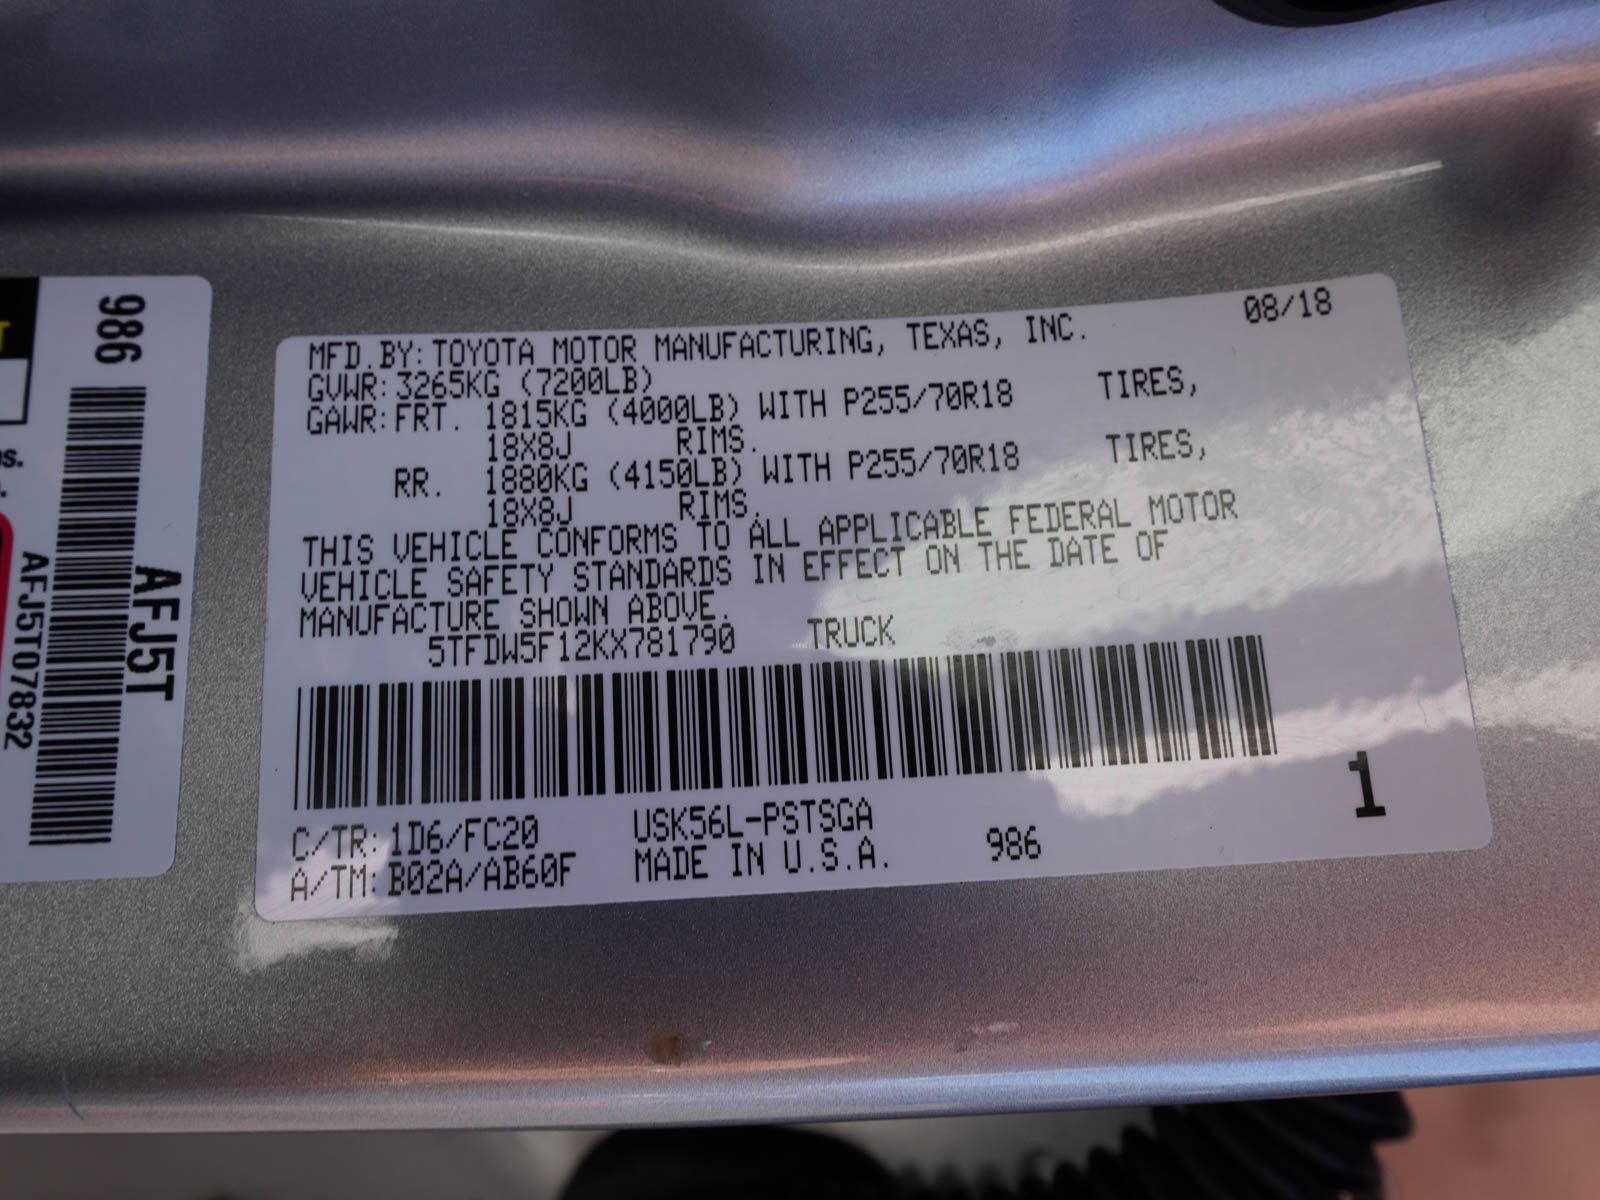 986
AFJ5T
AFJ5T07832
T
s.
08/18
MFD.BY:TOYOTA MOTOR MANUFACTURING, TEXAS, INC.
GVWR:3265KG (7200LB)
GAWR:FRT. 1815KG (4000LB) WITH P255/70R18 TIRES,
18X8J RIMS.
RR. 1880KG (4150LB) WITH P255/70R18 TIRES,
18X8J RIMS.
THIS VEHICLE CONFORMS TO ALL APPLICABLE FEDERAL MOTOR
VEHICLE SAFETY STANDARDS IN EFFECT ON THE DATE OF
MANUFACTURE SHOWN ABOVE.
5TFDW5F12KX781790 TRUCK
C/TR:1D6/FC20 USK56L-PSTSGA
A/TM:B02A/AB60F MADE IN U.S.A. 986
1